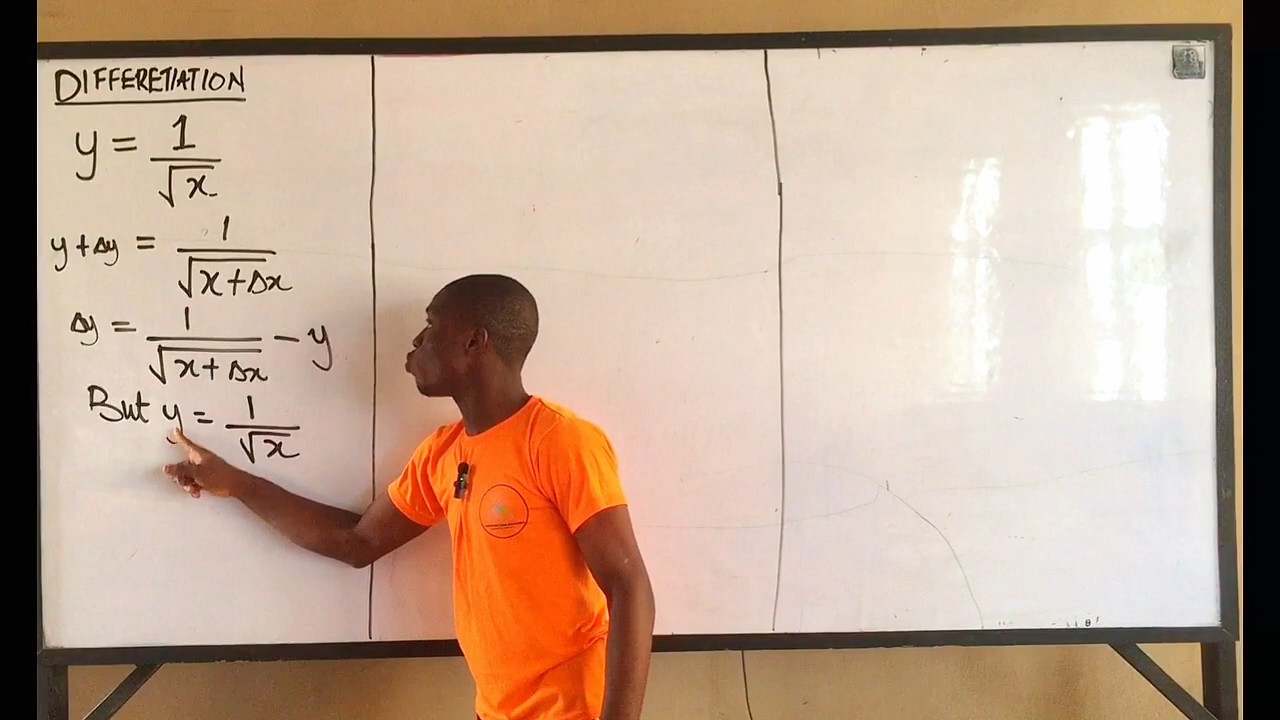 DIFFERETIATION
y = 1/√x
y + Δy = 1/√(x+Δx)
Δy = 1/√(x+Δx) - y
But y = 1/√x